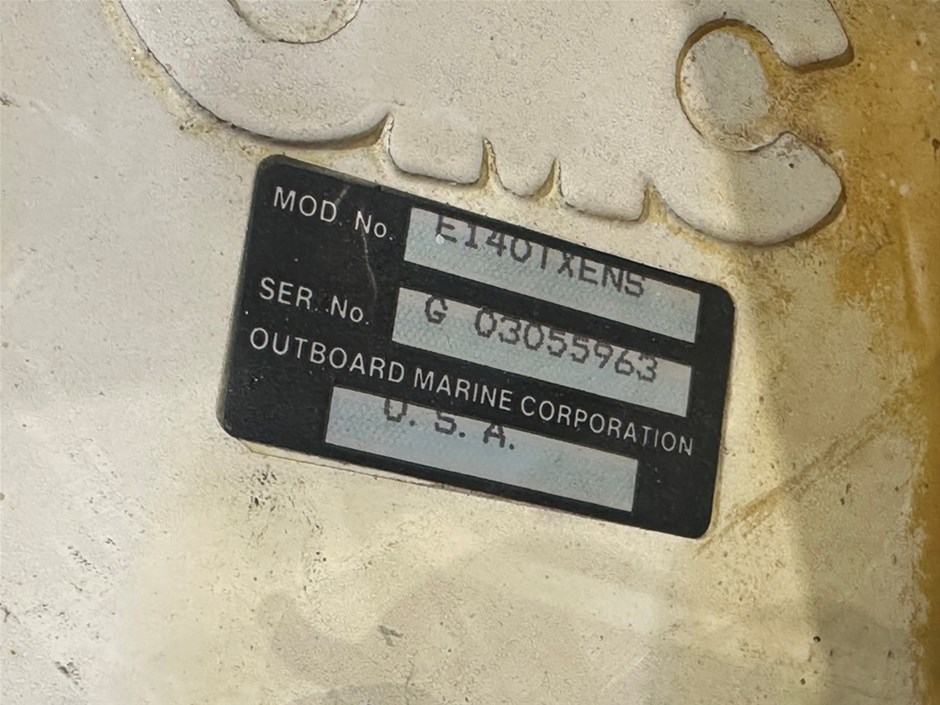 OMC
MOD. No. E140TXENS
SER. No. G 03055963
OUTBOARD MARINE CORPORATION
U.S.A.